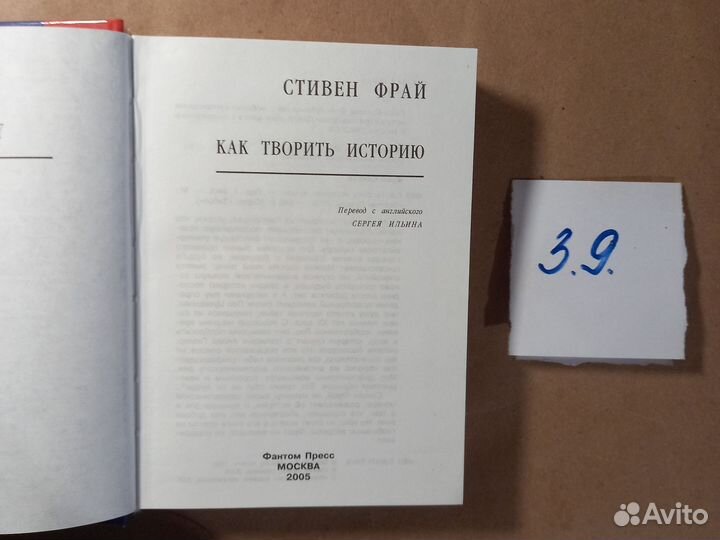 СТИВЕН ФРАЙ
КАК ТВОРИТЬ ИСТОРИЮ
Перевод с английского
СЕРГЕЯ ИЛЬИНА
Фантом Пресс
МОСКВА
2005
3.9.
Avito